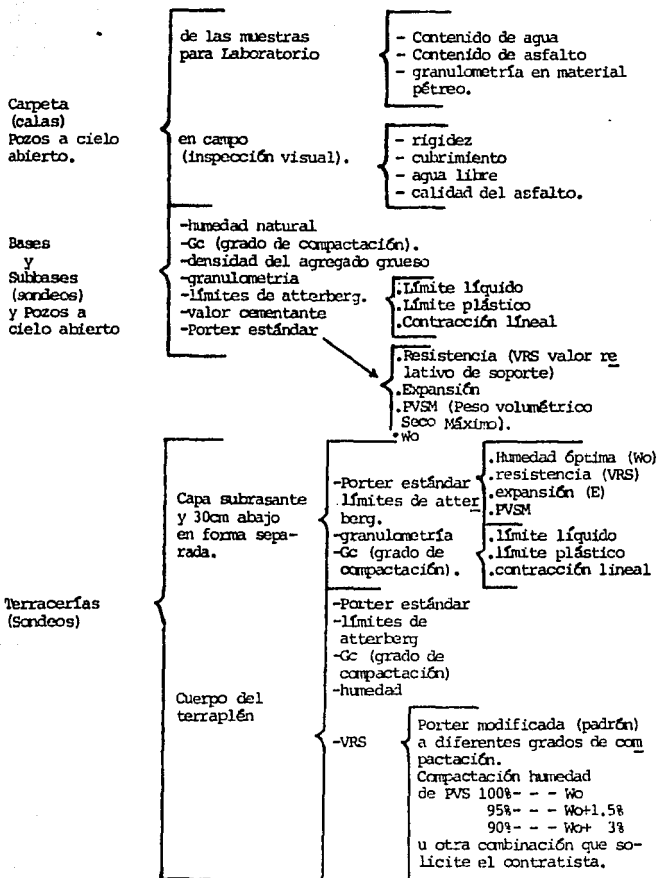 de las muestras
para Laboratorio
- Contenido de agua
- Contenido de asfalto
- granulometría en material
pétreo.
Carpeta
(calas)
Pozos a cielo
abierto.
en campo
(inspección visual).
- rigidez
- cubrimiento
- agua libre
- calidad del asfalto.
Bases
y
Subbases
(sondeos)
y Pozos a
cielo abierto
-humedad natural
-Gc (grado de compactación).
-densidad del agregado grueso
-granulometria
-límites de atterberg.
-valor cementante
-Porter estándar
.Límite líquido
.Límite plástico
.Contracción líneal
.Resistencia (VRS valor re
lativo de soporte)
.Expansión
.PVSM (Peso volumétrico
Seco Máximo).
.Wo
Terracerías
(Sondeos)
Capa subrasante
y 30cm abajo
en forma sepa-
rada.
-Porter estándar
límites de atter
berg.
-granulometría
-Gc (grado de
compactación).
.Humedad óptima (Wo)
.resistencia (VRS)
.expansión (E)
.PVSM
.límite líquido
.límite plástico
.contracción lineal
Cuerpo del
terraplén
-Porter estándar
-límites de
atterberg
-Gc (grado de
compactación)
-humedad
-VRS
Porter modificada (padrón)
a diferentes grados de com
pactación.
Compactación humedad
de PVS 100%- - - Wo
95%- - - Wo+1.5%
90%- - - Wo+ 3%
u otra combinación que so-
licite el contratista.